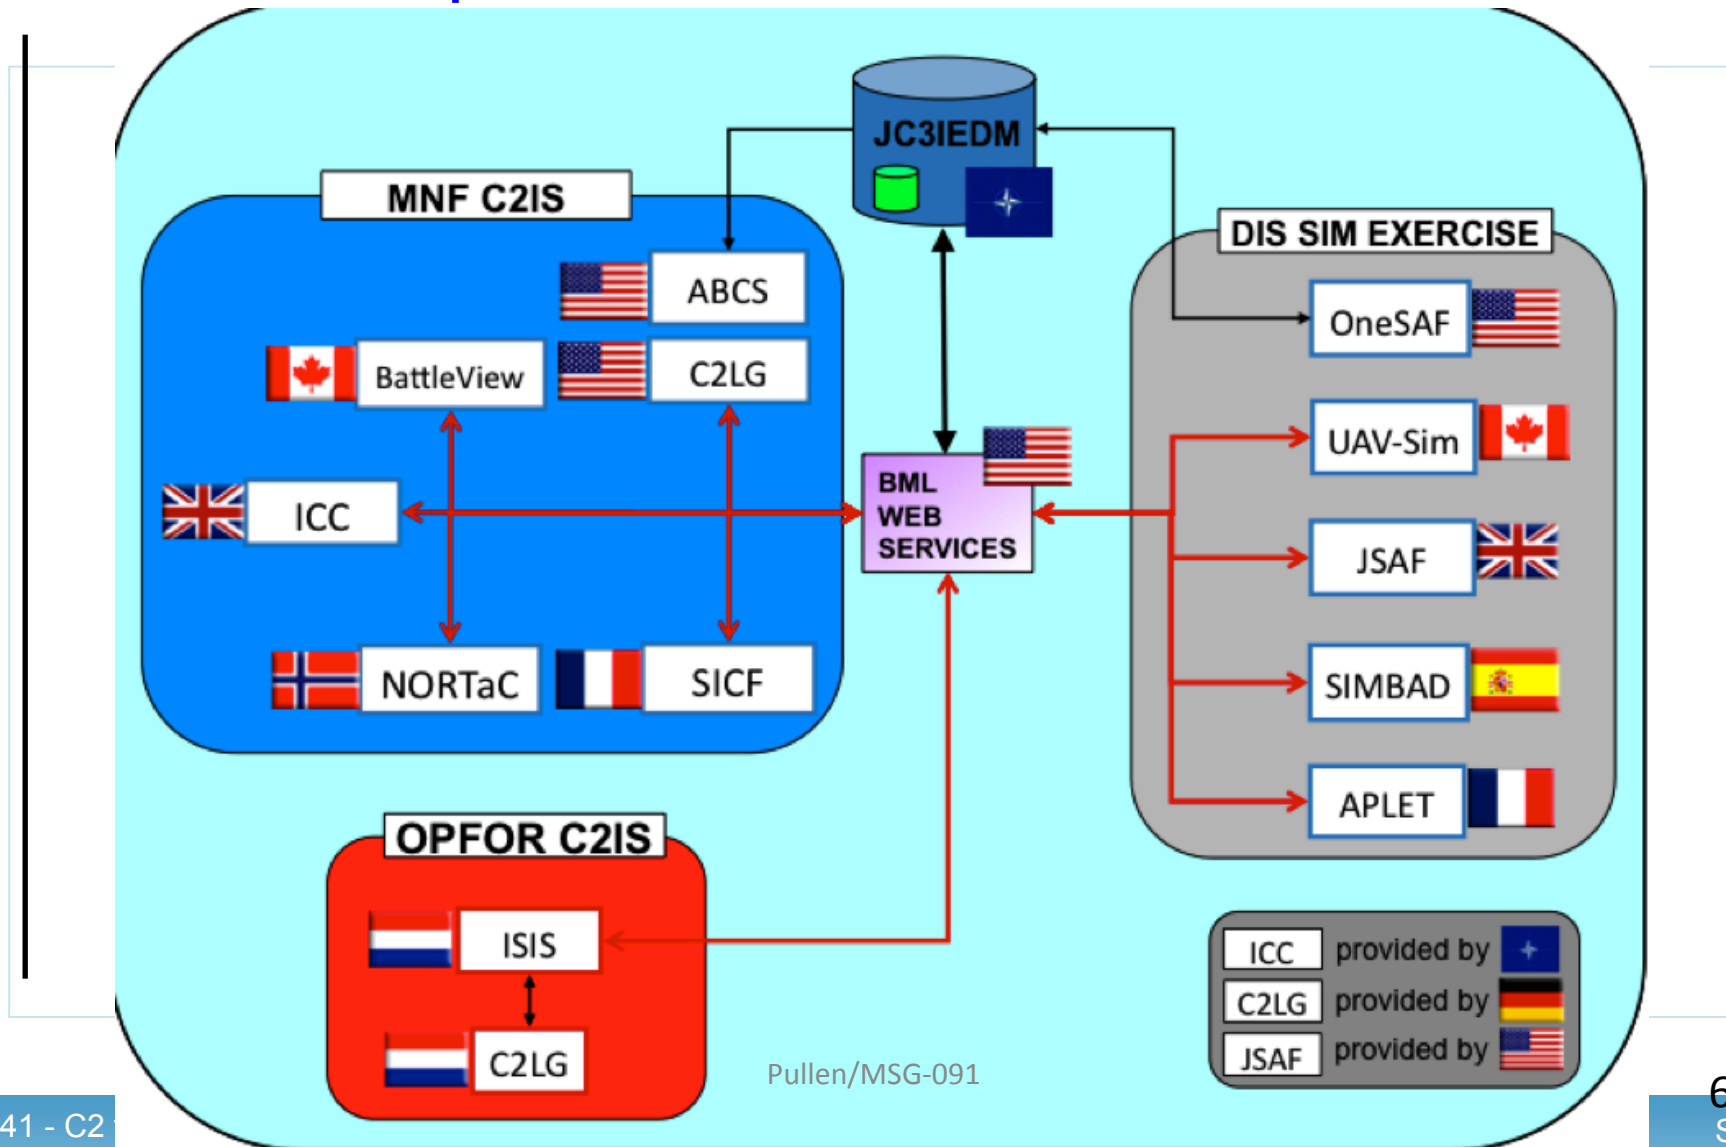 JC3IEDM
MNF C2IS
DIS SIM EXERCISE
ABCS
OneSAF
BattleView
C2LG
UAV-Sim
ICC
BML
WEB
SERVICES
JSAF
NORTaC
SICF
SIMBAD
APLET
OPFOR C2IS
ISIS
C2LG
ICC provided by
C2LG provided by
JSAF provided by
Pullen/MSG-091
6
41 - C2